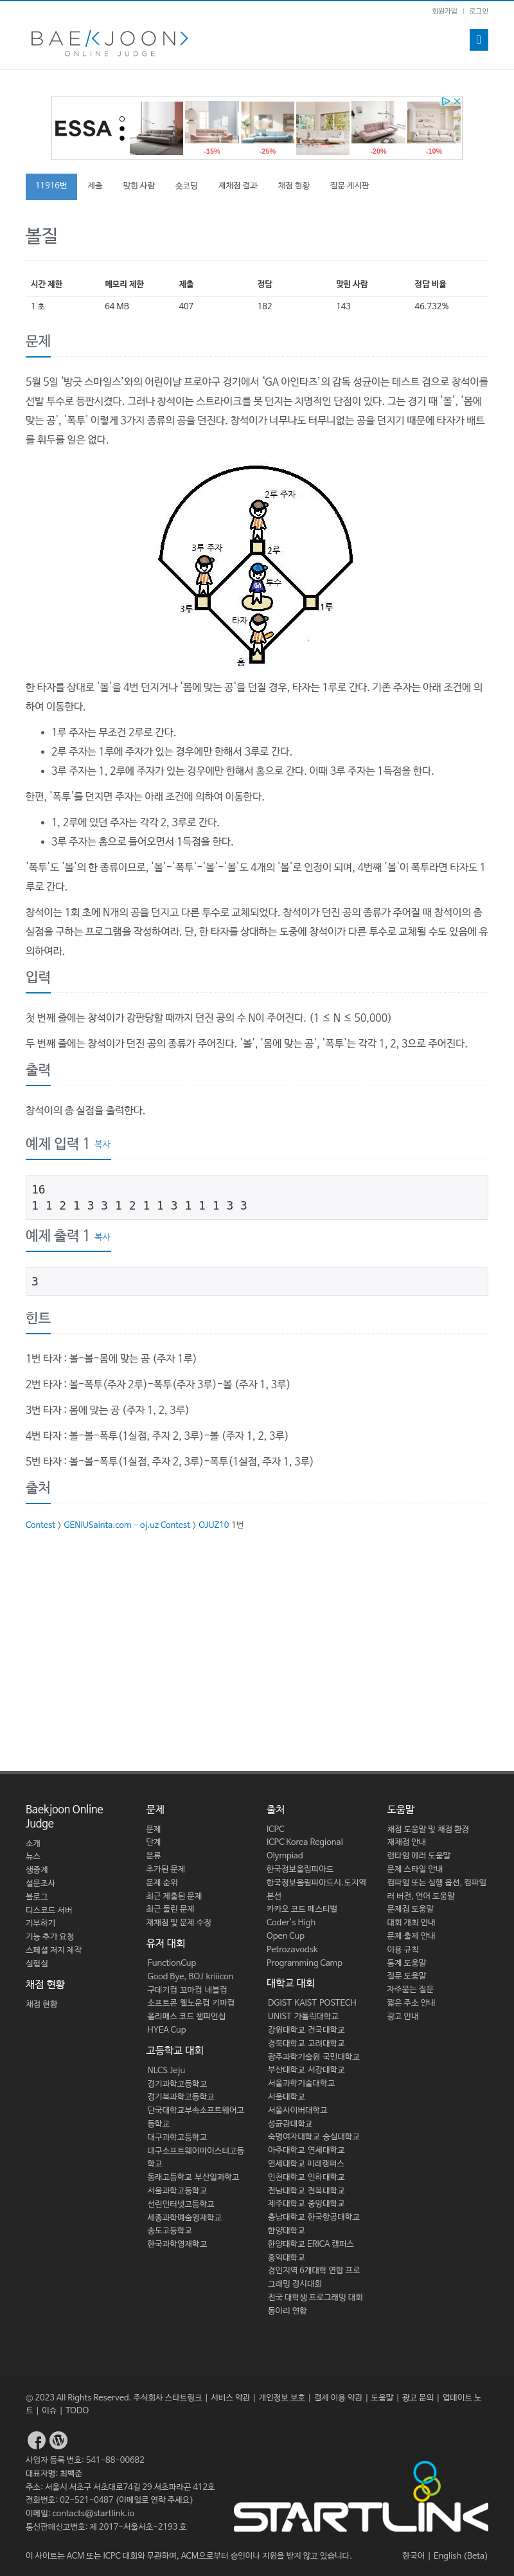 회원가입 | 로그인
BAEKJOON>
ONLINE JUDGE
ESSA
-15%
-25%
-20%
-10%
11916번
제출
맞힌 사람
숏코딩
재채점 결과
채점 현황
질문 게시판
볼질
시간 제한 메모리 제한 제출 정답 맞힌 사람 정답 비율
1 초 64 MB 407 182 143 46.732%
문제
5월 5일 '방긋 스마일스'와의 어린이날 프로야구 경기에서 'GA 아인타즈'의 감독 성균이는 테스트 겸으로 창석이를
선발 투수로 등판시켰다. 그러나 창석이는 스트라이크를 못 던지는 치명적인 단점이 있다. 그는 경기 때 '볼', '몸에
맞는 공', '폭투' 이렇게 3가지 종류의 공을 던진다. 창석이가 너무나도 터무니없는 공을 던지기 때문에 타자가 배트
를 휘두를 일은 없다.
2루 주자
2루
3루 주자
투수
3루
1루
타자
홈
한 타자를 상대로 '볼'을 4번 던지거나 '몸에 맞는 공'을 던질 경우, 타자는 1루로 간다. 기존 주자는 아래 조건에 의
하여 이동한다.
• 1루 주자는 무조건 2루로 간다.
• 2루 주자는 1루에 주자가 있는 경우에만 한해서 3루로 간다.
• 3루 주자는 1, 2루에 주자가 있는 경우에만 한해서 홈으로 간다. 이때 3루 주자는 1득점을 한다.
한편, '폭투'를 던지면 주자는 아래 조건에 의하여 이동한다.
• 1, 2루에 있던 주자는 각각 2, 3루로 간다.
• 3루 주자는 홈으로 들어오면서 1득점을 한다.
'폭투'도 '볼'의 한 종류이므로, '볼'-'폭투'-'볼'-'볼'도 4개의 '볼'로 인정이 되며, 4번째 '볼'이 폭투라면 타자도 1
루로 간다.
창석이는 1회 초에 N개의 공을 던지고 다른 투수로 교체되었다. 창석이가 던진 공의 종류가 주어질 때 창석이의 총
실점을 구하는 프로그램을 작성하여라. 단, 한 타자를 상대하는 도중에 창석이가 다른 투수로 교체될 수도 있음에 유
의하여라.
입력
첫 번째 줄에는 창석이가 강판당할 때까지 던진 공의 수 N이 주어진다. (1 ≤ N ≤ 50,000)
두 번째 줄에는 창석이가 던진 공의 종류가 주어진다. '볼', '몸에 맞는 공', '폭투'는 각각 1, 2, 3으로 주어진다.
출력
창석이의 총 실점을 출력한다.
예제 입력 1 복사
16
1 1 2 1 3 3 1 2 1 1 3 1 1 1 3 3
예제 출력 1 복사
3
힌트
1번 타자 : 볼-볼-몸에 맞는 공 (주자 1루)
2번 타자 : 볼-폭투(주자 2루)-폭투(주자 3루)-볼 (주자 1, 3루)
3번 타자 : 몸에 맞는 공 (주자 1, 2, 3루)
4번 타자 : 볼-볼-폭투(1실점, 주자 2, 3루)-볼 (주자 1, 2, 3루)
5번 타자 : 볼-볼-폭투(1실점, 주자 2, 3루)-폭투(1실점, 주자 1, 3루)
출처
Contest > GENIUSainta.com - oj.uz Contest > OJUZ10 1번
Baekjoon Online
Judge
소개
뉴스
생중계
설문조사
블로그
디스코드 서버
기부하기
기능 추가 요청
스페셜 저지 제작
실험실
채점 현황
채점 현황
문제
문제
단계
분류
추가된 문제
문제 순위
최근 제출된 문제
최근 풀린 문제
재채점 및 문제 수정
유저 대회
FunctionCup
Good Bye, BOJ kriiicon
구데기컵 꼬마컵 네블컵
소프트콘 웰노운컵 키파컵
폴리매스 코드 챔피언십
HYEA Cup
고등학교 대회
NLCS Jeju
경기과학고등학교
경기북과학고등학교
단국대학교부속소프트웨어고
등학교
대구과학고등학교
대구소프트웨어마이스터고등
학교
동래고등학교 부산일과학고
서울과학고등학교
선린인터넷고등학교
세종과학예술영재학교
송도고등학교
한국과학영재학교
출처
ICPC
ICPC Korea Regional
Olympiad
한국정보올림피아드
한국정보올림피아드시.도지역
본선
카카오 코드 페스티벌
Coder's High
Open Cup
Petrozavodsk
Programming Camp
대학교 대회
DGIST KAIST POSTECH
UNIST 가톨릭대학교
강원대학교 건국대학교
경북대학교 고려대학교
광주과학기술원 국민대학교
부산대학교 서강대학교
서울과학기술대학교
서울대학교
서울사이버대학교
성균관대학교
숙명여자대학교 숭실대학교
아주대학교 연세대학교
연세대학교 미래캠퍼스
인천대학교 인하대학교
전남대학교 전북대학교
제주대학교 중앙대학교
충남대학교 한국항공대학교
한양대학교
한양대학교 ERICA 캠퍼스
홍익대학교
경인지역 6개대학 연합 프로
그래밍 경시대회
전국 대학생 프로그래밍 대회
동아리 연합
도움말
채점 도움말 및 채점 환경
재채점 안내
런타임 에러 도움말
문제 스타일 안내
컴파일 또는 실행 옵션, 컴파일
러 버전, 언어 도움말
문제집 도움말
대회 개최 안내
문제 출제 안내
이용 규칙
통계 도움말
질문 도움말
자주묻는 질문
짧은 주소 안내
광고 안내
© 2023 All Rights Reserved. 주식회사 스타트링크 | 서비스 약관 | 개인정보 보호 | 결제 이용 약관 | 도움말 | 광고 문의 | 업데이트 노
트 | 이슈 | TODO
사업자 등록 번호: 541-88-00682
대표자명: 최백준
주소: 서울시 서초구 서초대로74길 29 서초파라곤 412호
전화번호: 02-521-0487 (이메일로 연락 주세요)
이메일: contacts@startlink.io
통신판매신고번호: 제 2017-서울서초-2193 호
STARTLINK
이 사이트는 ACM 또는 ICPC 대회와 무관하며, ACM으로부터 승인이나 지원을 받지 않고 있습니다.
한국어 | English (Beta)